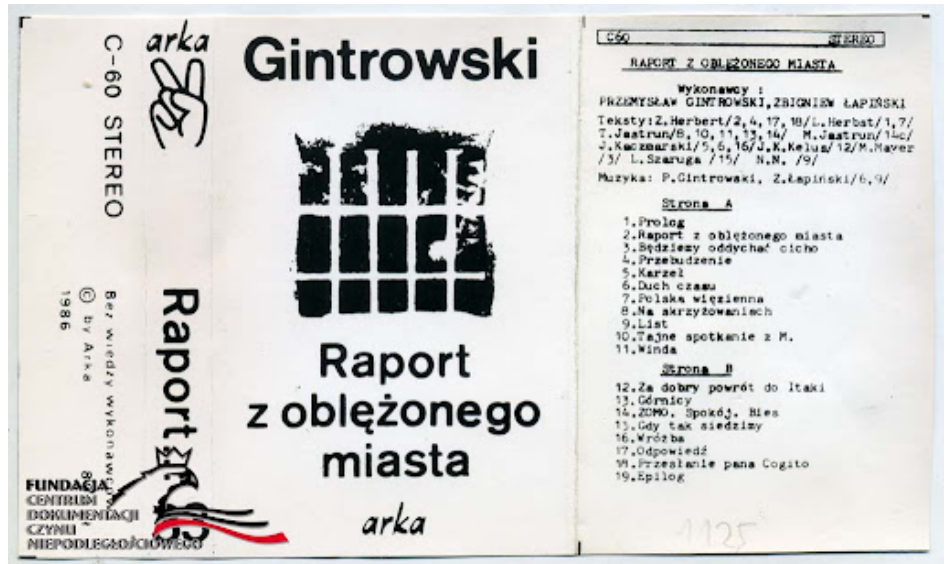 arka
C-60 STEREO
Raport
Bez wiedzy wykonawców
© by Arka
1986
FUNDACJA
CENTRUM
DOKUMENTACJI
CZYNU
NIEPODLEGŁOŚCIOWEGO
Gintrowski
Raport
z oblężonego
miasta
arka
C60 STEREO
RAPORT Z OBLĘŻONEGO MIASTA
Wykonawcy :
PRZEMYSŁAW GINTROWSKI,ZBIGNIEW ŁAPIŃSKI
Teksty:Z.Herbert/2,4,17,18/L.Herbst/1,7/
T.Jastrun/8,10,11,13,14/ M.Jastrun/14c/
J.Kaczmarski/5,6,16/J.K.Kelus/12/M.Mayer
/3/ L.Szaruga /15/ N.N. /9/
Muzyka: P.Gintrowski, Z.Łapiński/6,9/
Strona A
1.Prolog
2.Raport z oblężonego miasta
3.Będziemy oddychać cicho
4.Przebudzenie
5.Karzeł
6.Duch czasu
7.Polska więzienna
8.Na skrzyżowaniach
9.List
10.Tajne spotkanie z M.
11.Winda
Strona B
12.Za dobry powrót do Itaki
13.Górnicy
14.ZOMO. Spokój. Bies
15.Gdy tak siedzimy
16.Wróżba
17.Odpowiedź
18.Przesłanie pana Cogito
19.Epilog
1125